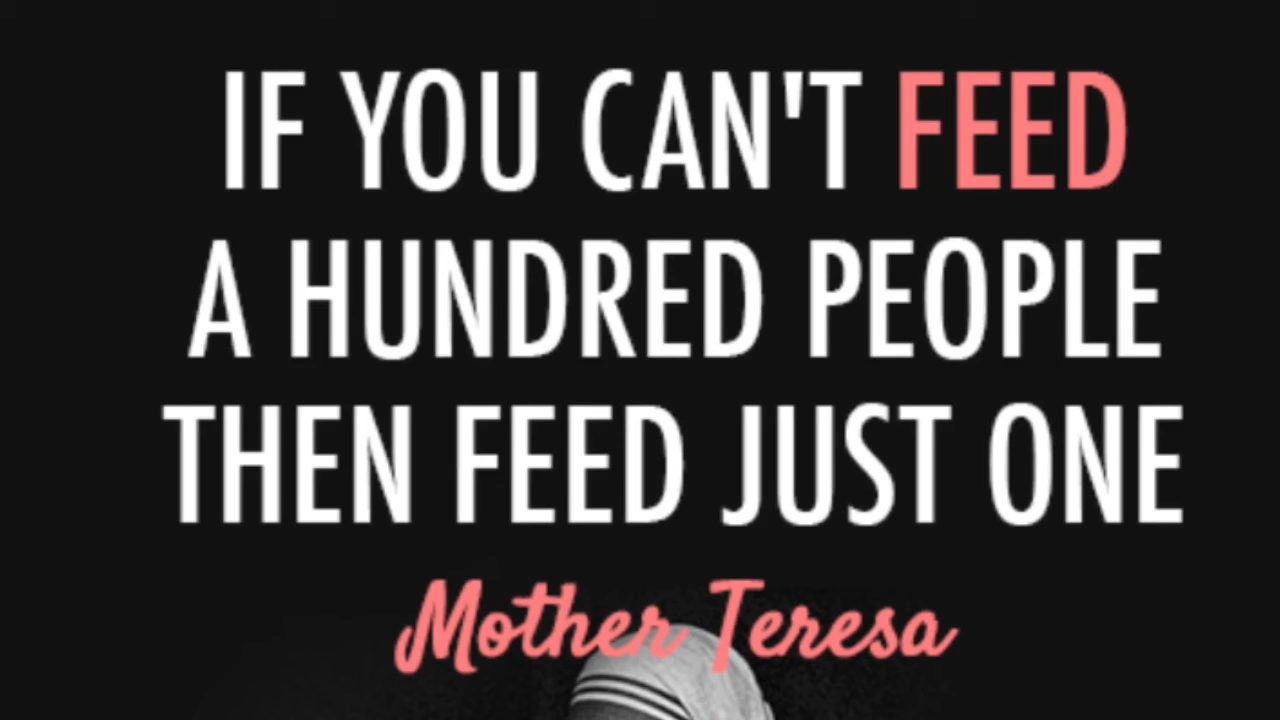 IF YOU CAN'T FEED
A HUNDRED PEOPLE
THEN FEED JUST ONE
Mother Teresa